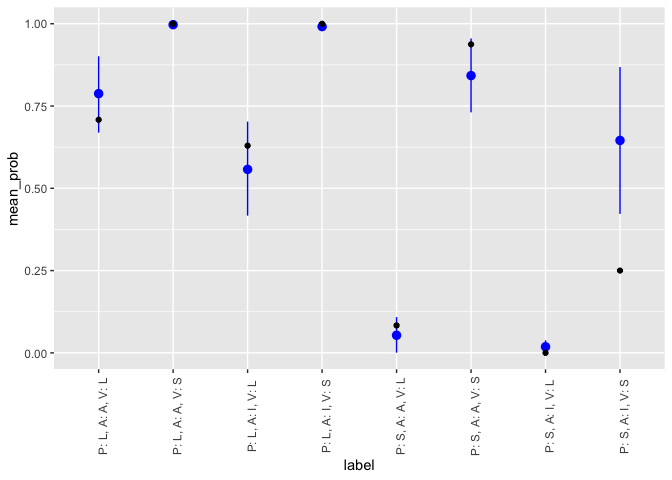 1.00
0.75
0.50
0.25
0.00
mean_prob
P: L, A: A, V: L
P: L, A: A, V: S
P: L, A: I, V: L
P: L, A: I, V: S
P: S, A: A, V: L
P: S, A: A, V: S
P: S, A: I, V: L
P: S, A: I, V: S
label